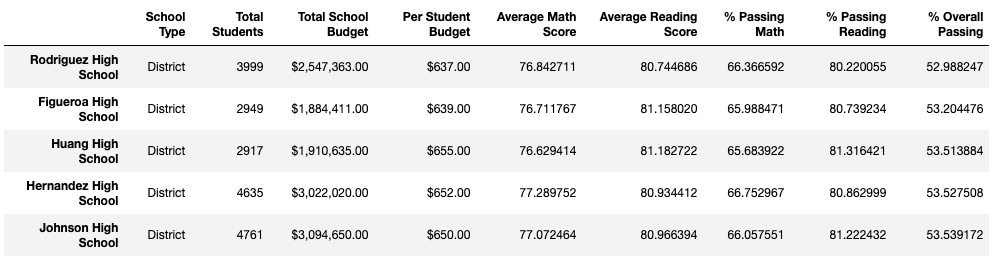 School Type Total Students Total School Budget Per Student Budget Average Math Score Average Reading Score % Passing Math % Passing Reading % Overall Passing
Rodriguez High School District 3999 $2,547,363.00 $637.00 76.842711 80.744686 66.366592 80.220055 52.988247
Figueroa High School District 2949 $1,884,411.00 $639.00 76.711767 81.158020 65.988471 80.739234 53.204476
Huang High School District 2917 $1,910,635.00 $655.00 76.629414 81.182722 65.683922 81.316421 53.513884
Hernandez High School District 4635 $3,022,020.00 $652.00 77.289752 80.934412 66.752967 80.862999 53.527508
Johnson High School District 4761 $3,094,650.00 $650.00 77.072464 80.966394 66.057551 81.222432 53.539172